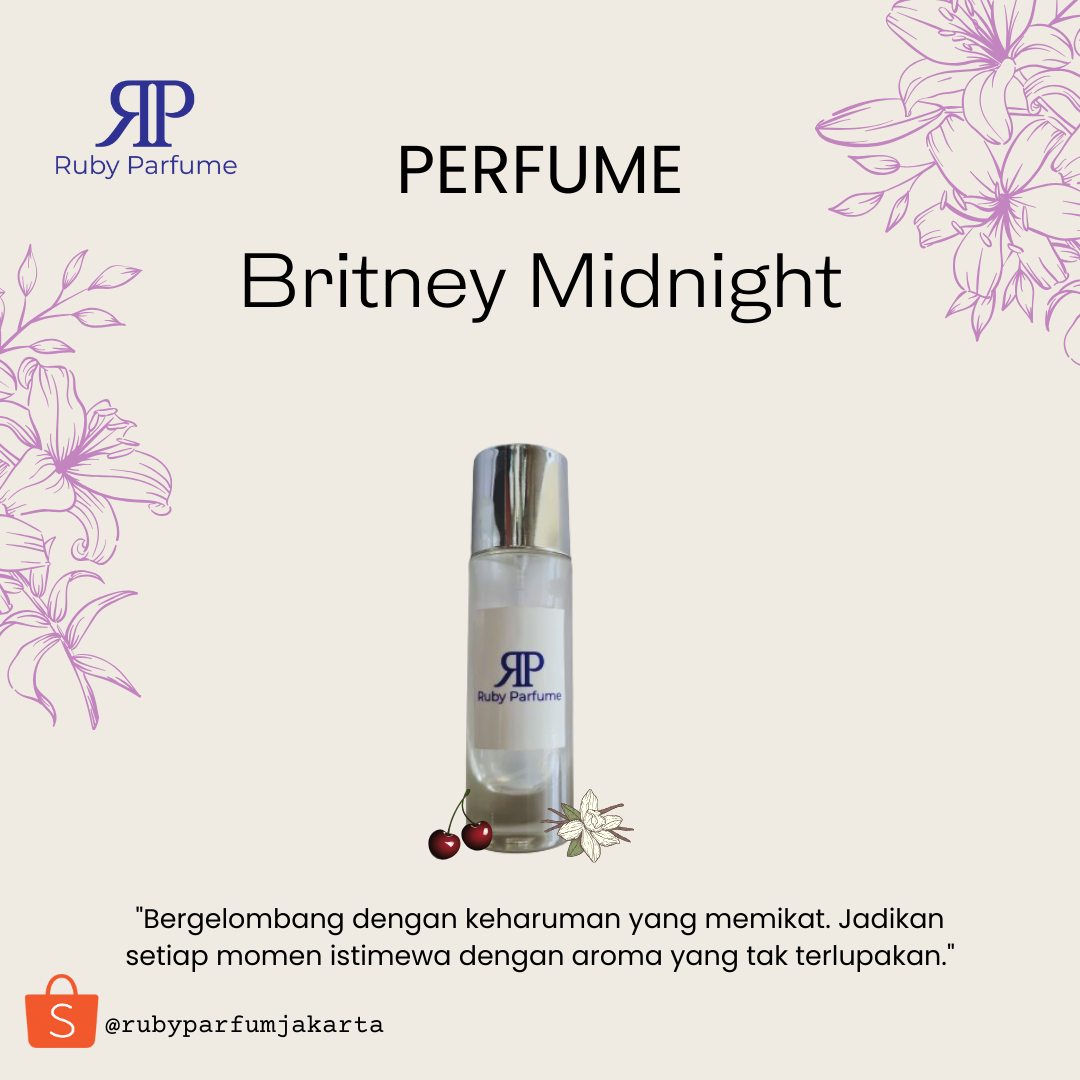 RP
Ruby Parfume
PERFUME
Britney Midnight
RP
Ruby Parfume
"Bergelombang dengan keharuman yang memikat. Jadikan
setiap momen istimewa dengan aroma yang tak terlupakan."
S
@rubyparfumjakarta